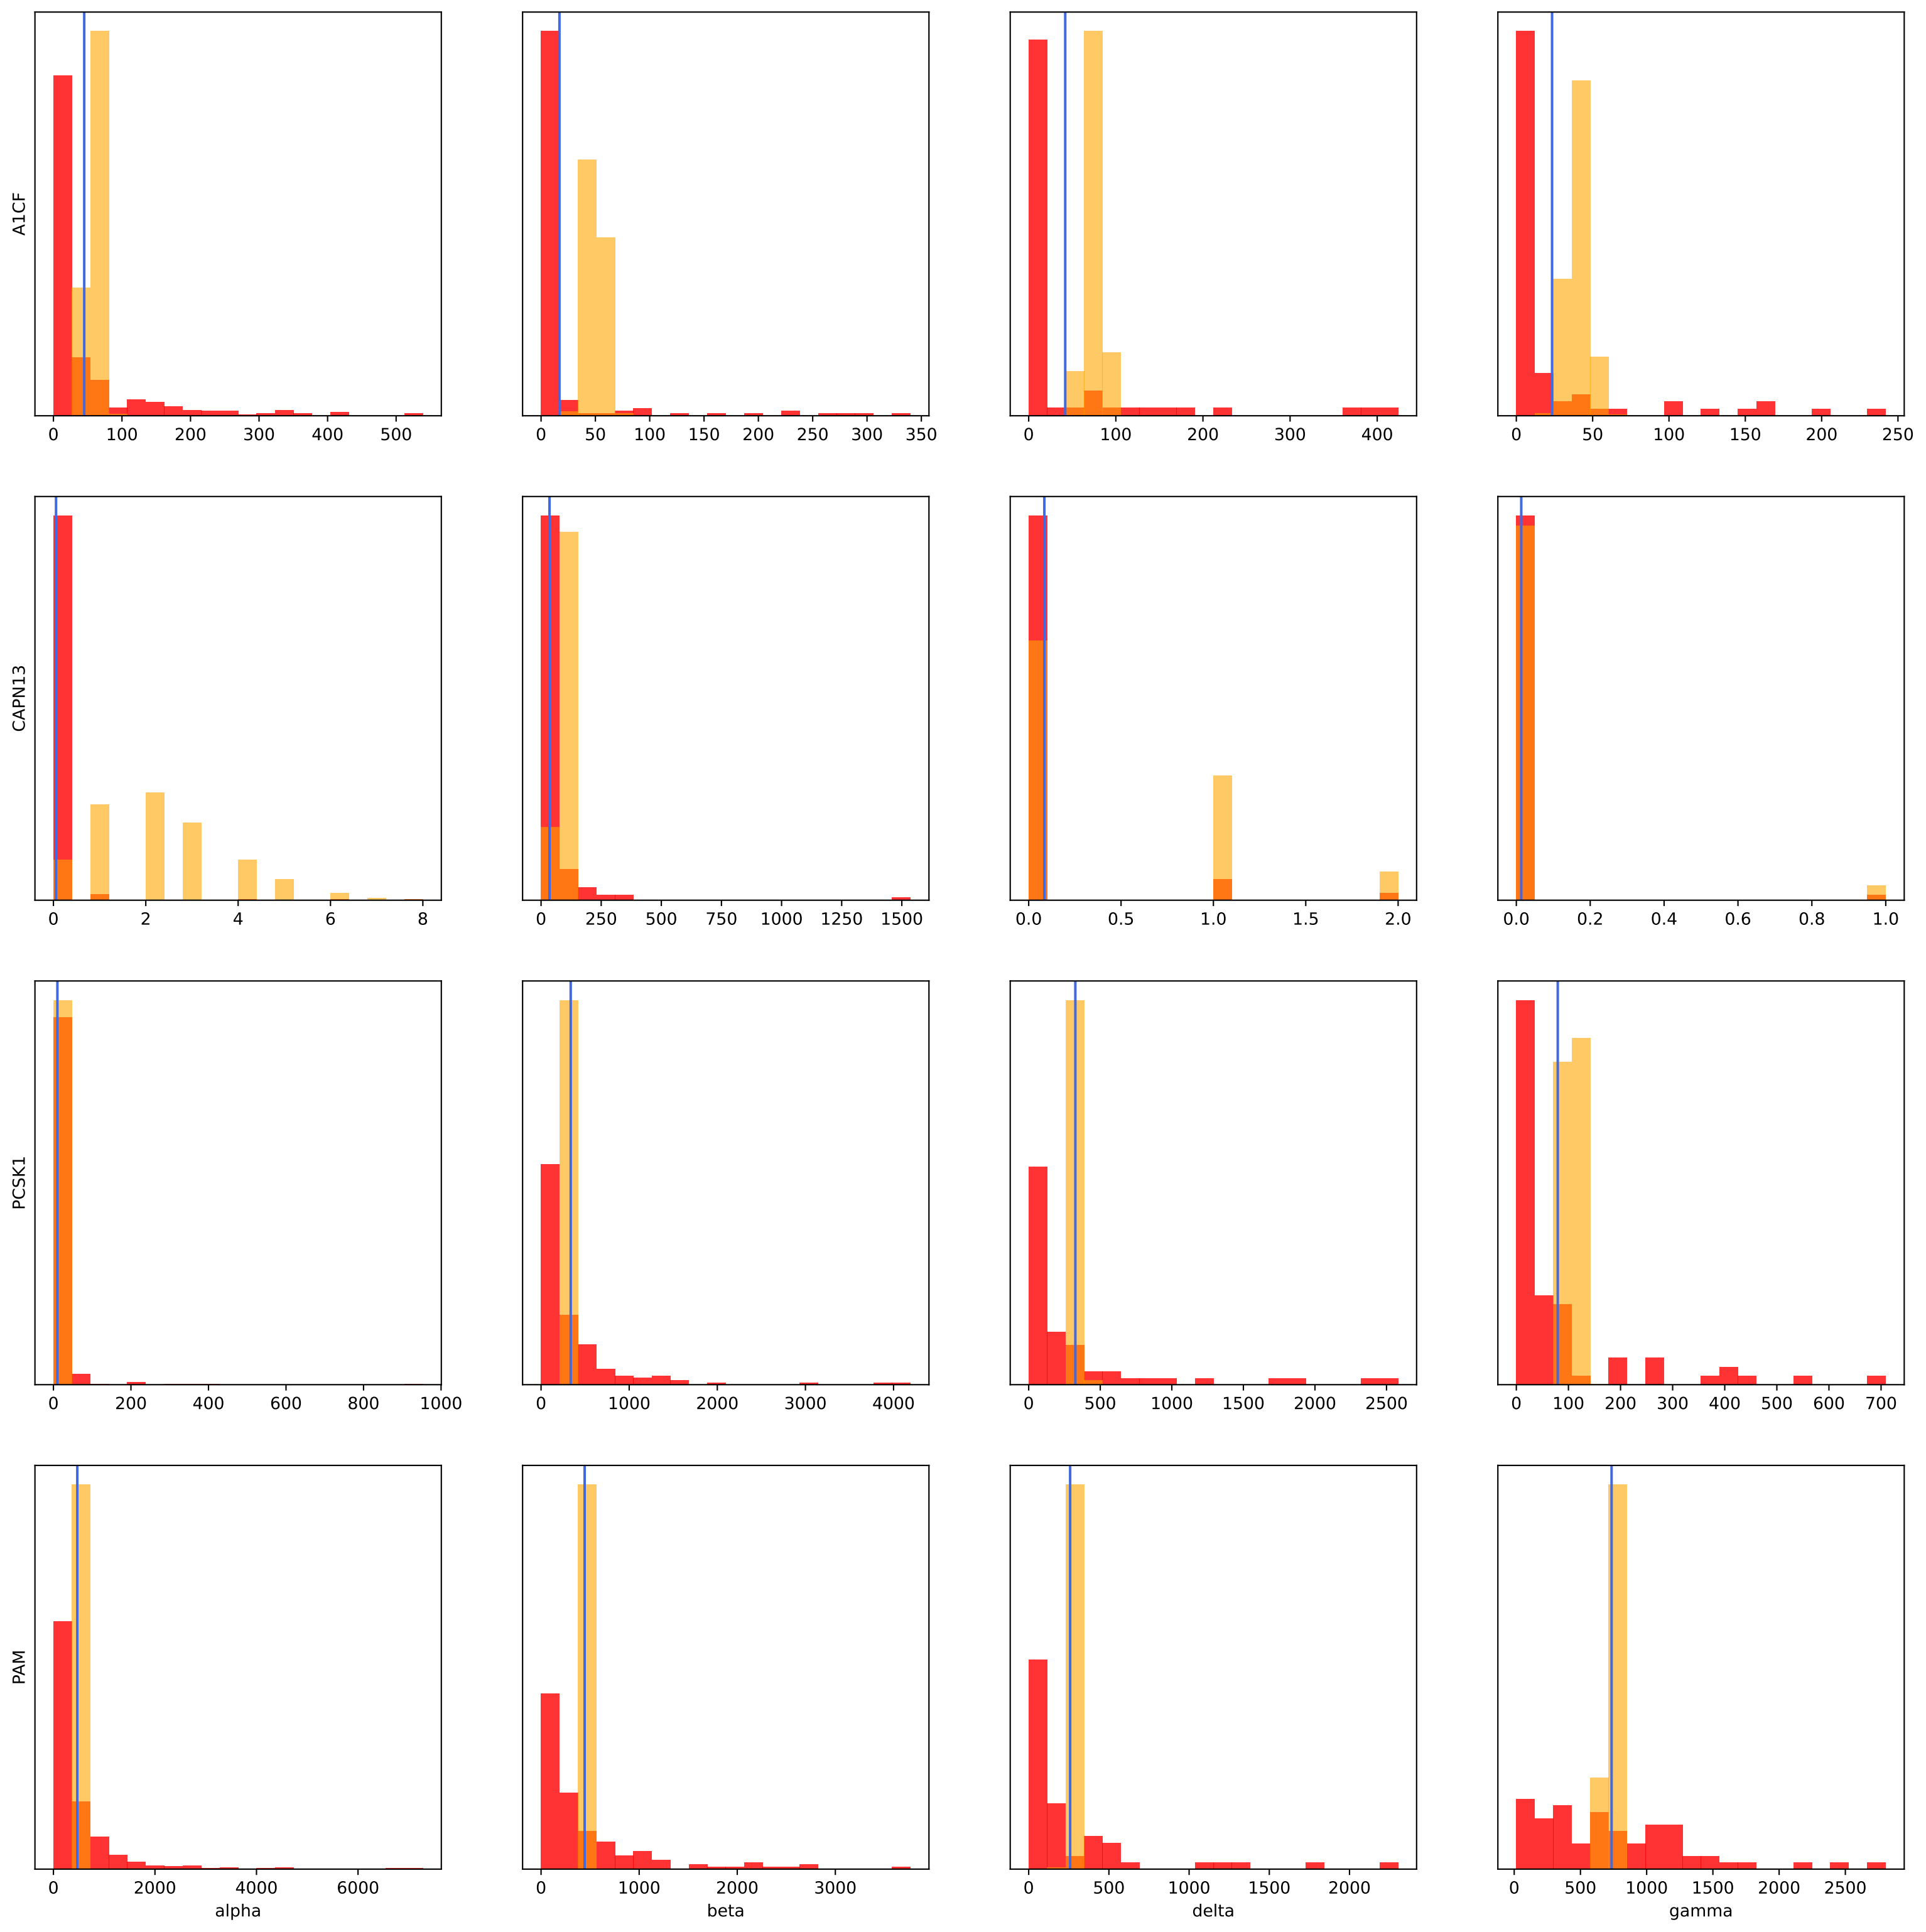 A1CF
0 100 200 300 400 500
0 50 100 150 200 250 300 350
0 100 200 300 400
0 50 100 150 200 250
CAPN13
0 2 4 6 8
0 250 500 750 1000 1250 1500
0.0 0.5 1.0 1.5 2.0
0.0 0.2 0.4 0.6 0.8 1.0
PCSK1
0 200 400 600 800 1000
0 1000 2000 3000 4000
0 500 1000 1500 2000 2500
0 100 200 300 400 500 600 700
PAM
0 2000 4000 6000
alpha
0 1000 2000 3000
beta
0 500 1000 1500 2000
delta
0 500 1000 1500 2000 2500
gamma